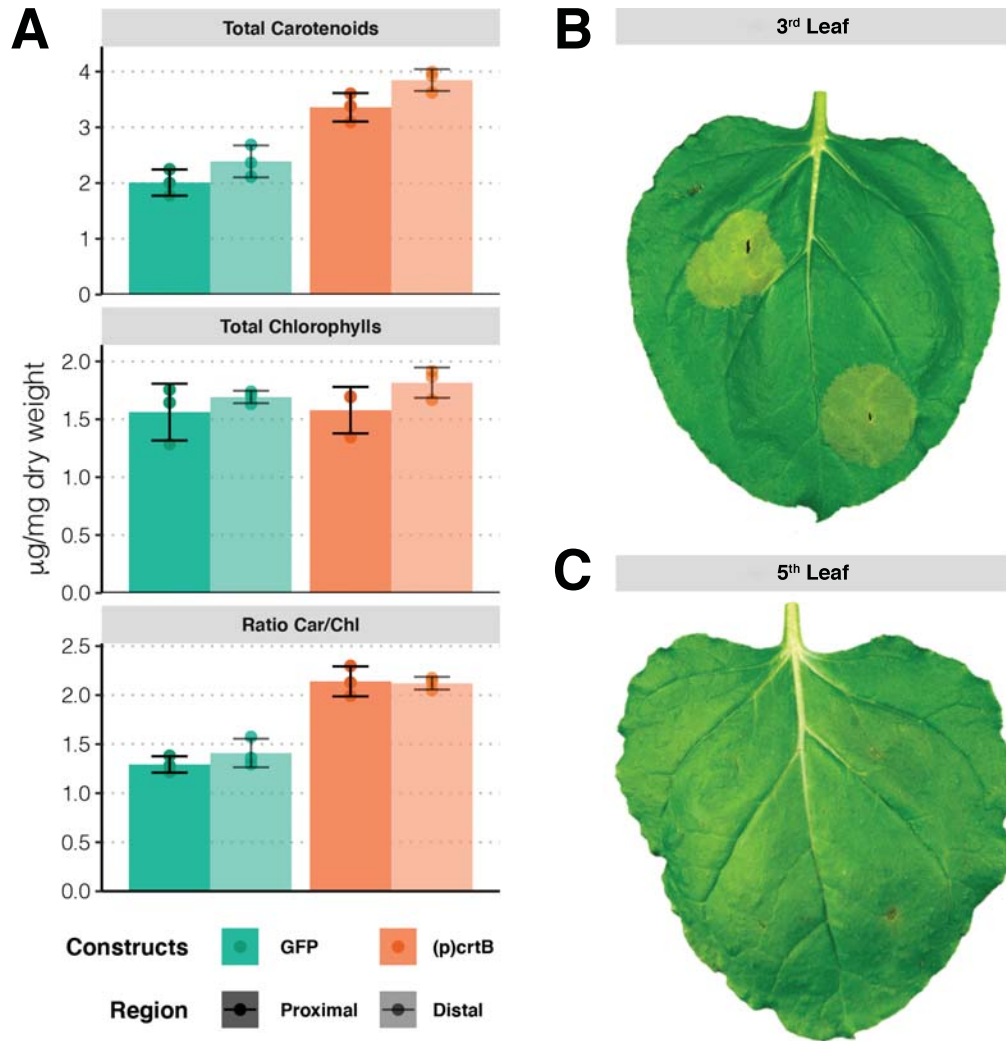 A
Total Carotenoids
4
3
2
1
0
Total Chlorophylls
2.0
1.5
1.0
0.5
0.0
Ratio Car/Chl
2.5
2.0
1.5
1.0
0.5
0.0
µg/mg dry weight
Constructs GFP (p)crtB
Region Proximal Distal
B
3rd Leaf
C
5th Leaf